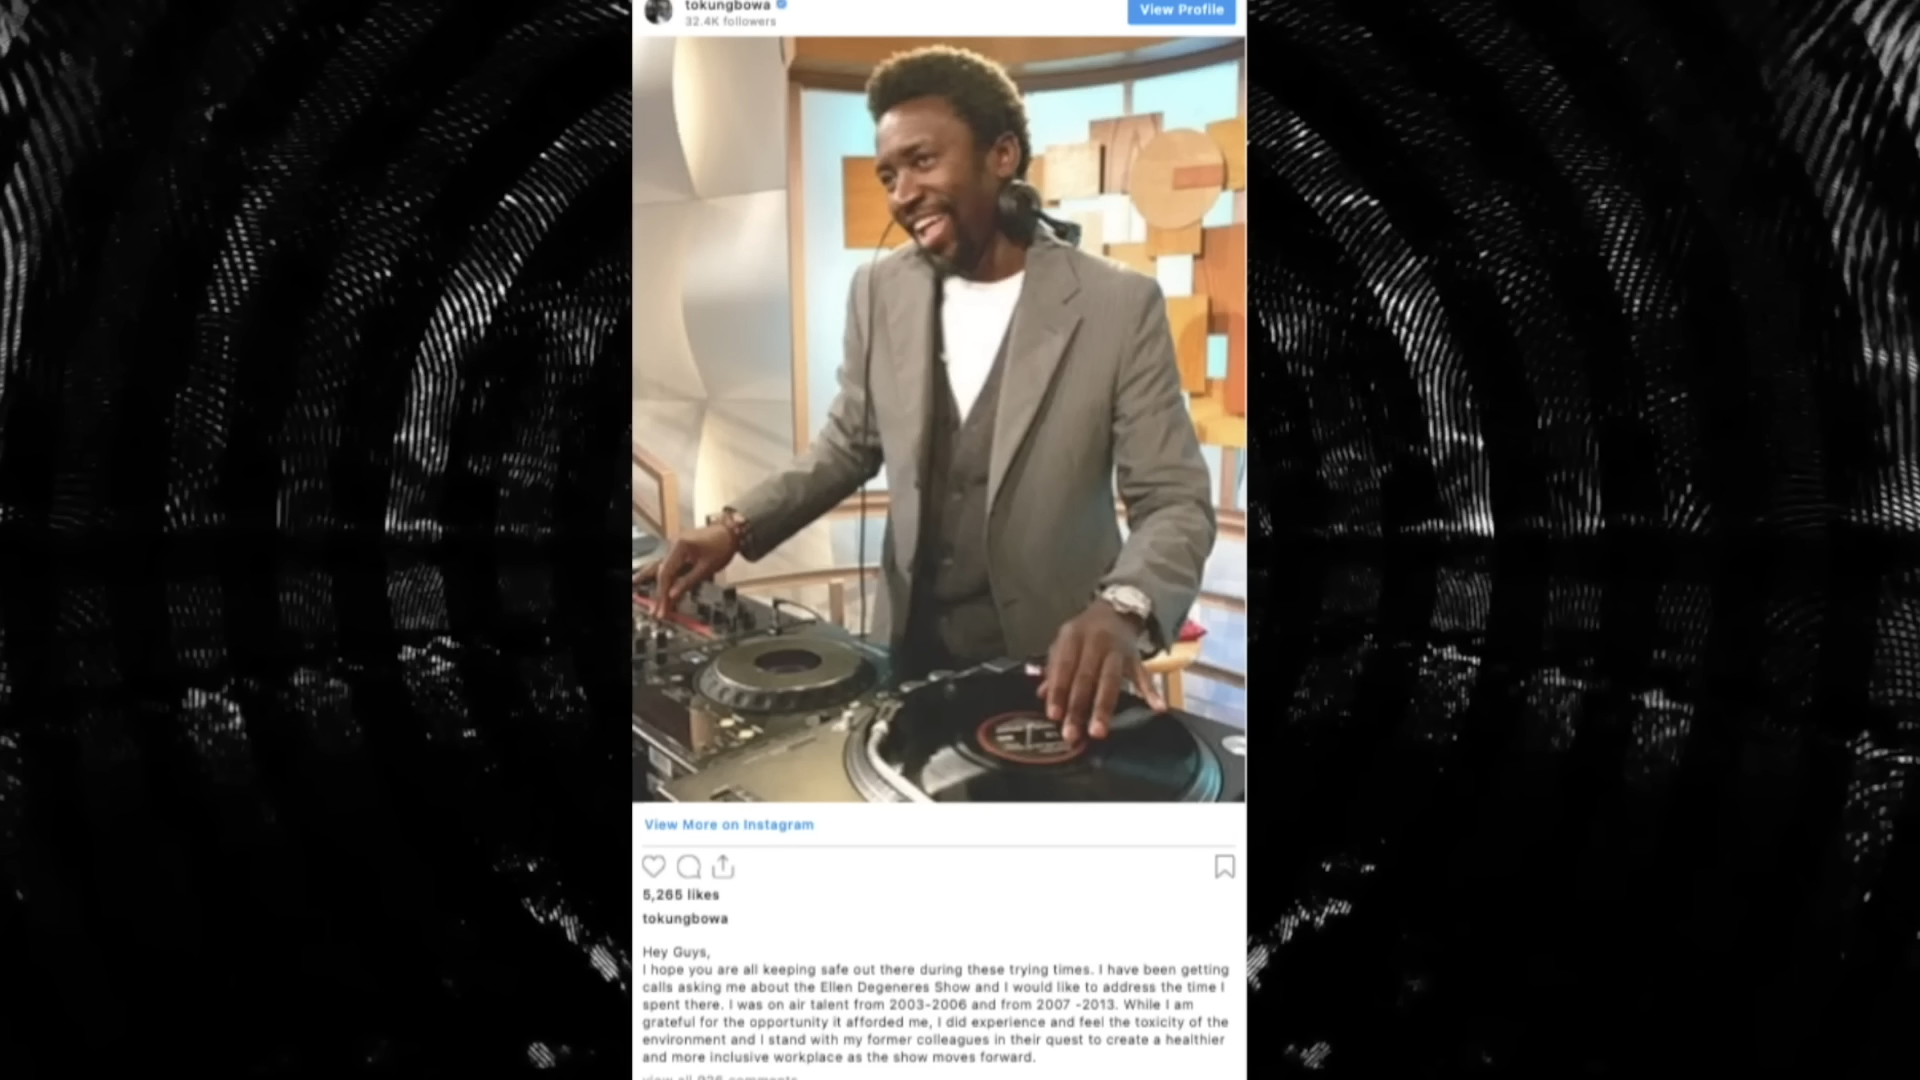 tokungbowa
32.4K followers
View Profile
View More on Instagram
5,265 likes
tokungbowa
Hey Guys,
I hope you are all keeping safe out there during these trying times. I have been getting
calls asking me about the Ellen Degeneres Show and I would like to address the time I
spent there. I was on air talent from 2003-2006 and from 2007 -2013. While I am
grateful for the opportunity it afforded me, I did experience and feel the toxicity of the
environment and I stand with my former colleagues in their quest to create a healthier
and more inclusive workplace as the show moves forward.
view all 936 comments